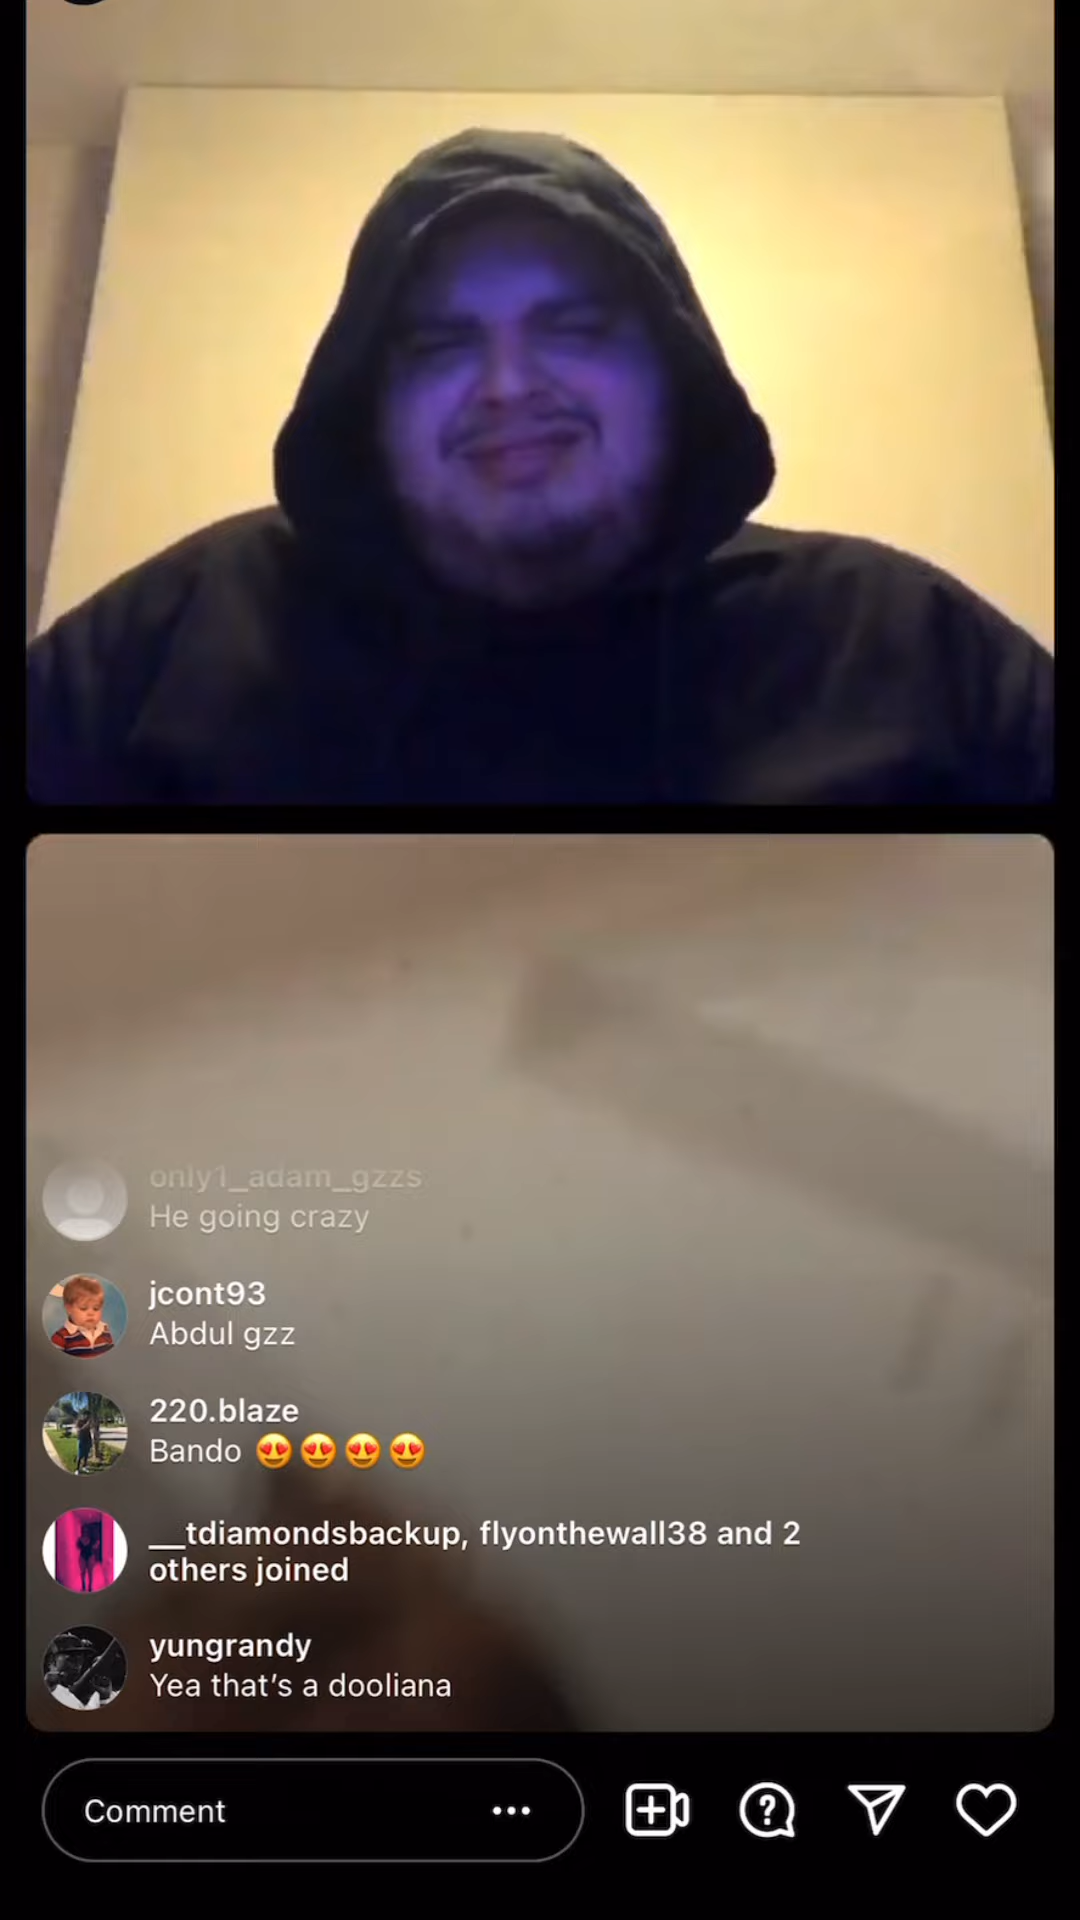 only1_adam_gzzs
He going crazy
jcont93
Abdul gzz
220.blaze
Bando 😍😍😍😍
__tdiamondsbackup, flyonthewall38 and 2
others joined
yungrandy
Yea that's a dooliana
Comment